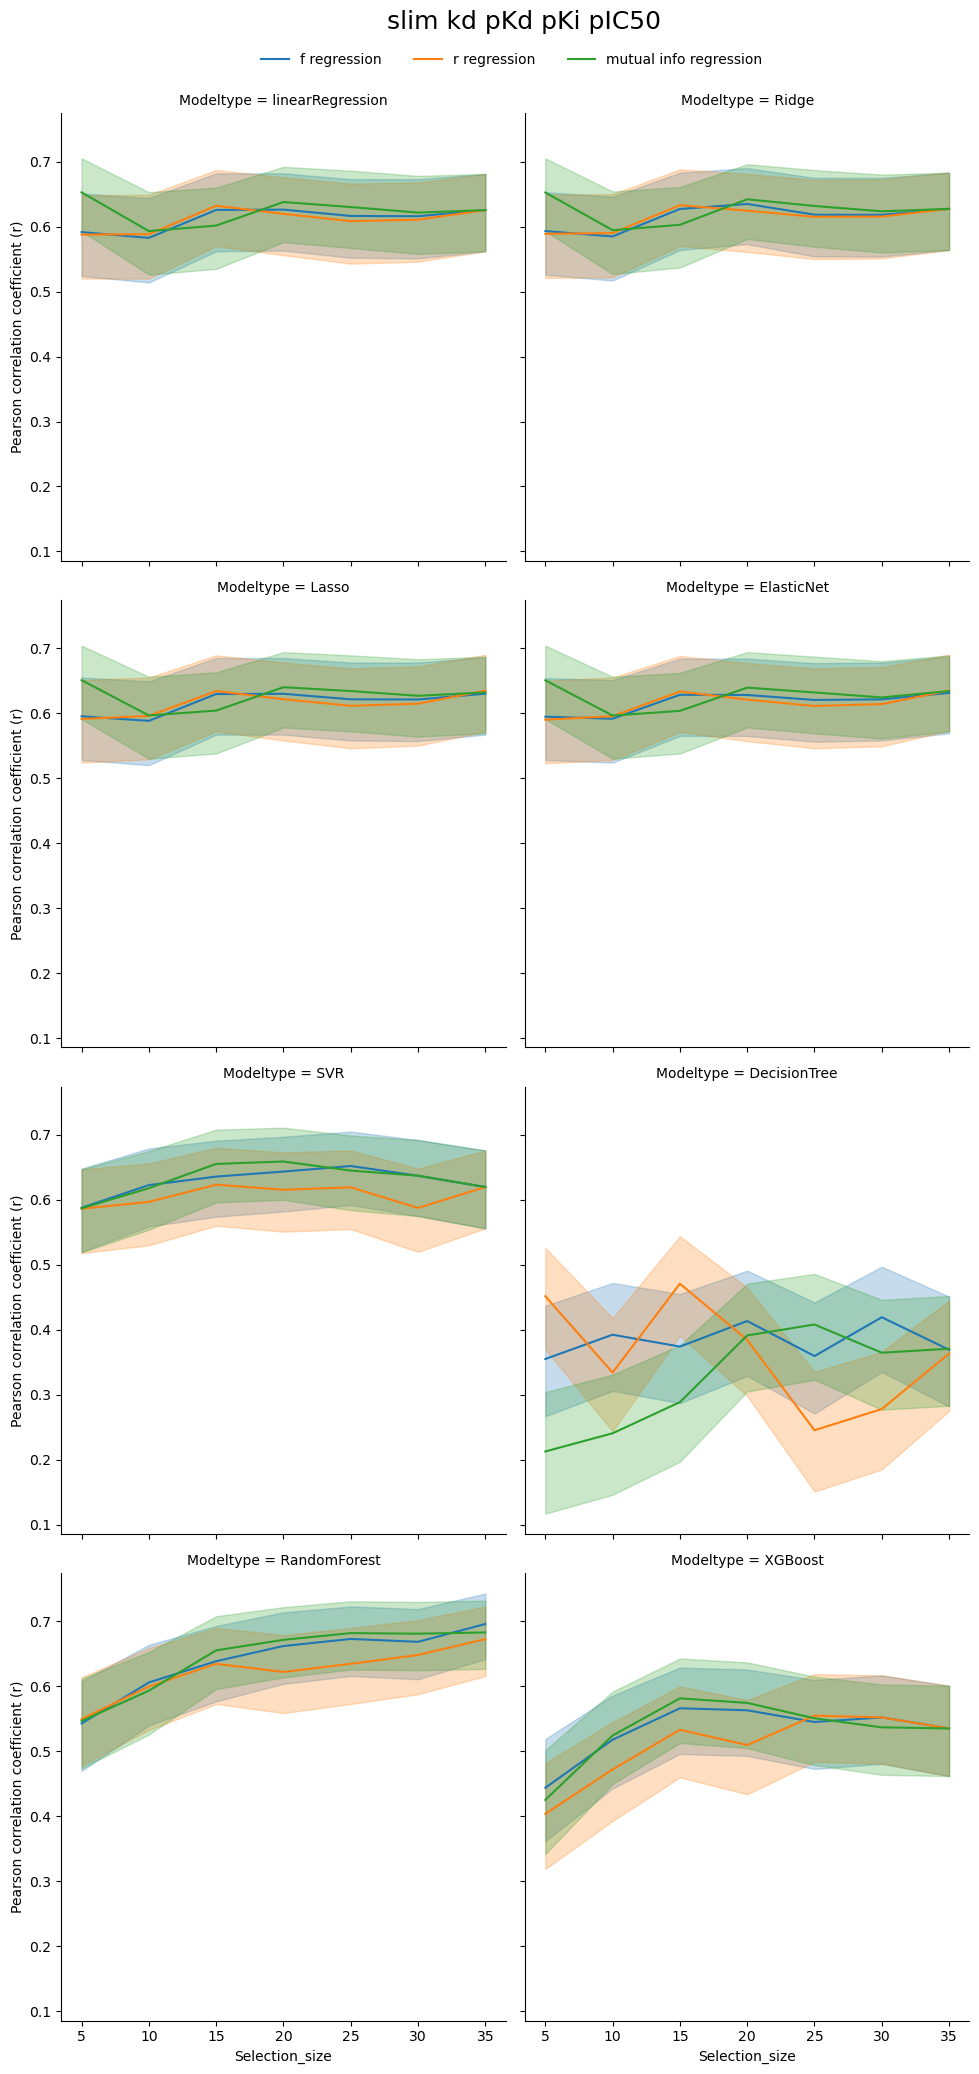 slim kd pKd pKi pIC50
f regression r regression mutual info regression
Modeltype = linearRegression
Modeltype = Ridge
Pearson correlation coefficient (r)
0.7
0.6
0.5
0.4
0.3
0.2
0.1
Modeltype = Lasso
Modeltype = ElasticNet
Pearson correlation coefficient (r)
0.7
0.6
0.5
0.4
0.3
0.2
0.1
Modeltype = SVR
Modeltype = DecisionTree
Pearson correlation coefficient (r)
0.7
0.6
0.5
0.4
0.3
0.2
0.1
Modeltype = RandomForest
Modeltype = XGBoost
Pearson correlation coefficient (r)
0.7
0.6
0.5
0.4
0.3
0.2
0.1
5 10 15 20 25 30 35
Selection_size
5 10 15 20 25 30 35
Selection_size